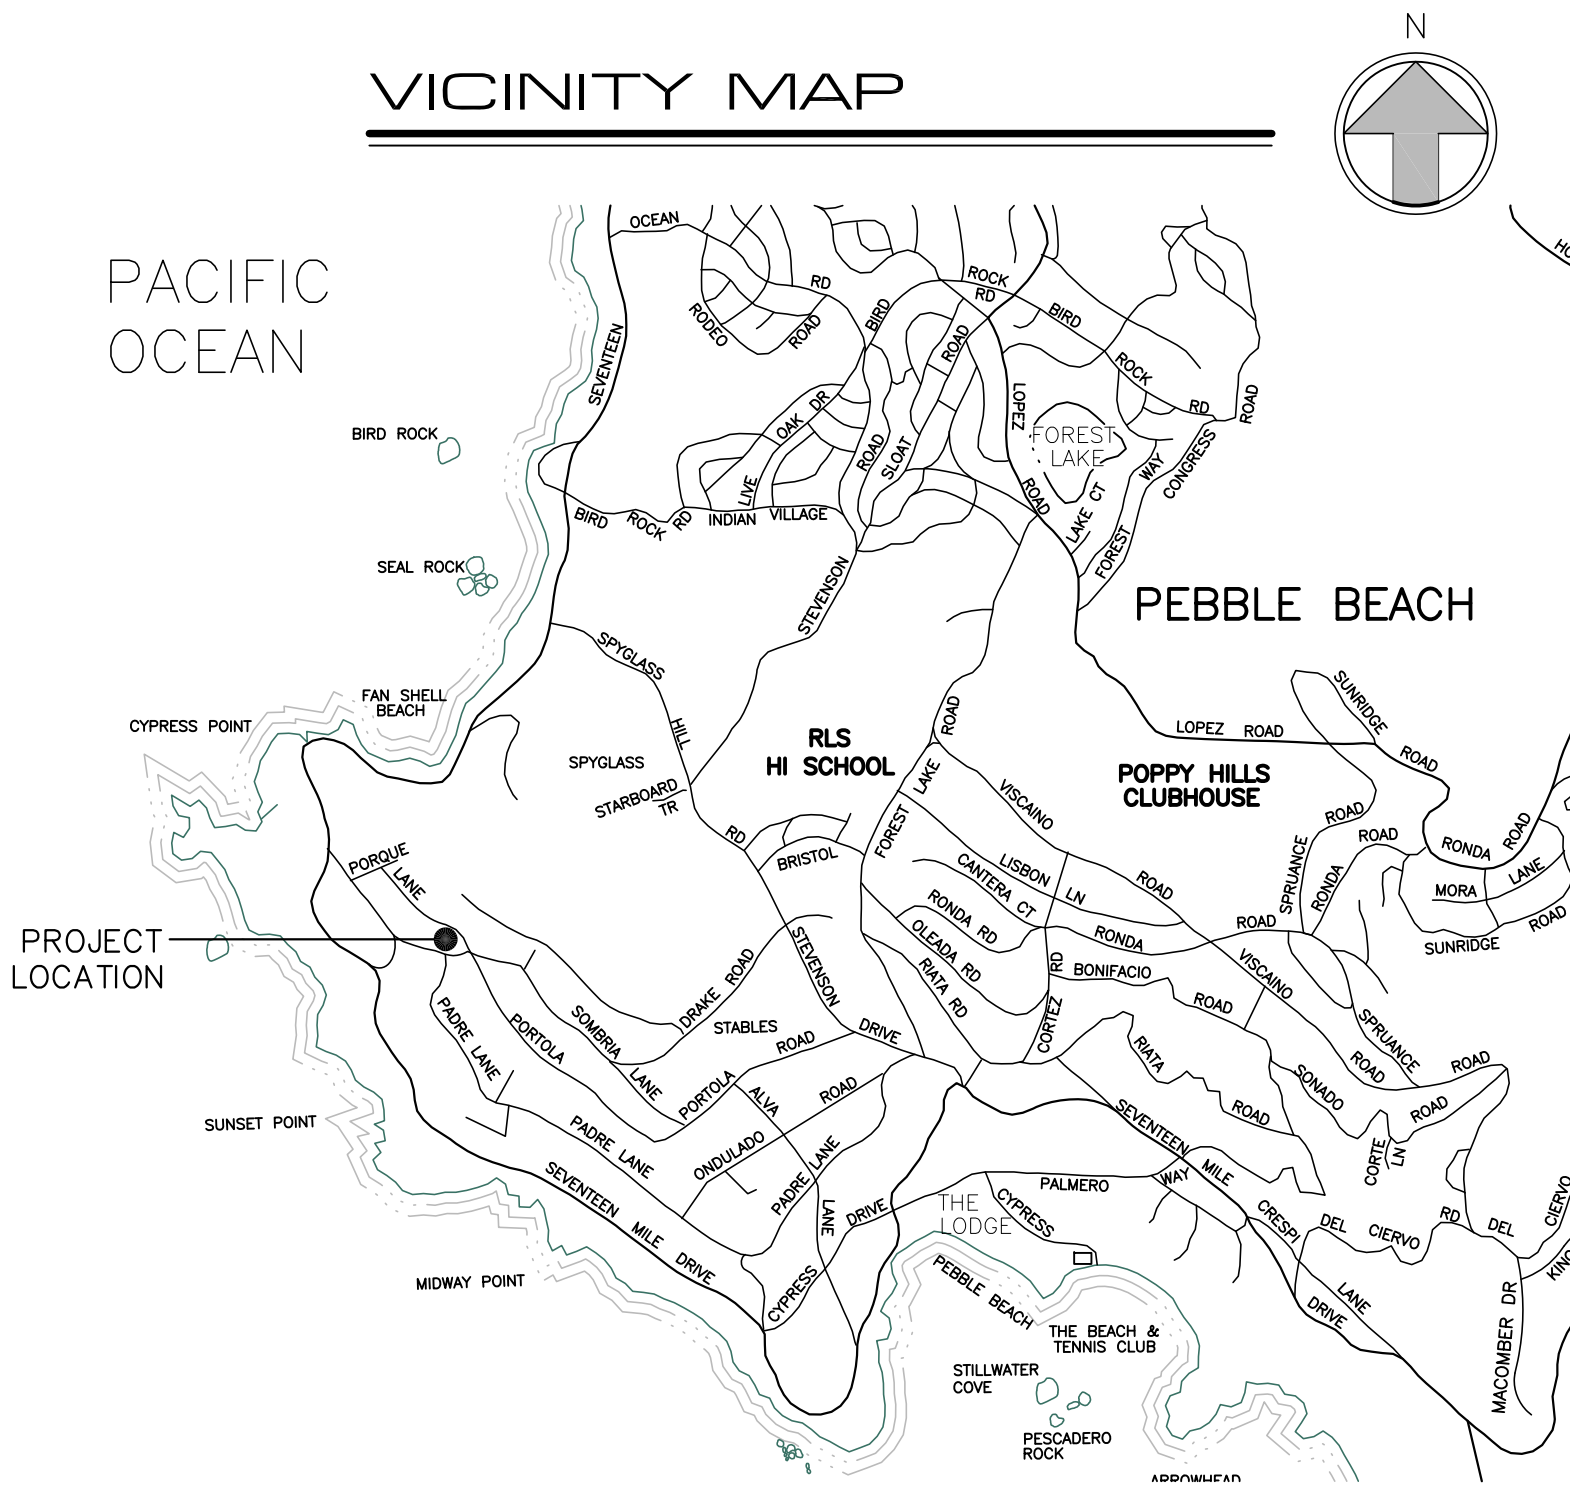 N
VICINITY MAP
PACIFIC
OCEAN
OCEAN
RD
RODEO
ROAD
SEVENTEEN
BIRD
ROCK
RD
BIRD
ROCK
RD
ROAD
ROAD
LOPEZ
ROAD
FOREST
LAKE
OAK DR
LIVE
ROAD
SLOAT
WAY
CONGRESS
LAKE CT
FOREST
BIRD ROCK
SEAL ROCK
BIRD ROCK RD
INDIAN VILLAGE
STEVENSON
PEBBLE BEACH
SPYGLASS
HILL
RD
FAN SHELL
BEACH
CYPRESS POINT
SPYGLASS
STARBOARD
TR
RLS
HI SCHOOL
ROAD
LAKE
FOREST
LOPEZ ROAD
SUNRIDGE
ROAD
POPPY HILLS
CLUBHOUSE
VISCAINO
ROAD
LISBON
LN
CANTERA CT
RONDA RD
OLEADA RD
RIATA RD
BRISTOL
PORQUE
LANE
ROAD
SPRUANCE
RONDA
ROAD
RONDA
ROAD
MORA
LANE
SUNRIDGE
ROAD
PROJECT
LOCATION
RONDA
ROAD
BONIFACIO
ROAD
RD
CORTEZ
VISCAINO
ROAD
SPRUANCE
ROAD
STEVENSON
DRIVE
DRAKE ROAD
STABLES
PADRE LANE
PORTOLA
SOMBRIA
LANE
PORTOLA
ROAD
ALVA
ROAD
ONDULADO
PADRE LANE
PADRE LANE
LANE
RIATA
ROAD
SONADO
ROAD
CORTE
LN
SUNSET POINT
SEVENTEEN MILE DRIVE
MIDWAY POINT
CYPRESS
DRIVE
THE
LODGE
CYPRESS
PALMERO
WAY
SEVENTEEN
MILE
CRESPI
LANE
DRIVE
DEL
CIERVO
RD
DEL
CIERVO
MACOMBER DR
PEBBLE BEACH
THE BEACH &
TENNIS CLUB
STILLWATER
COVE
PESCADERO
ROCK
ARROWHEAD